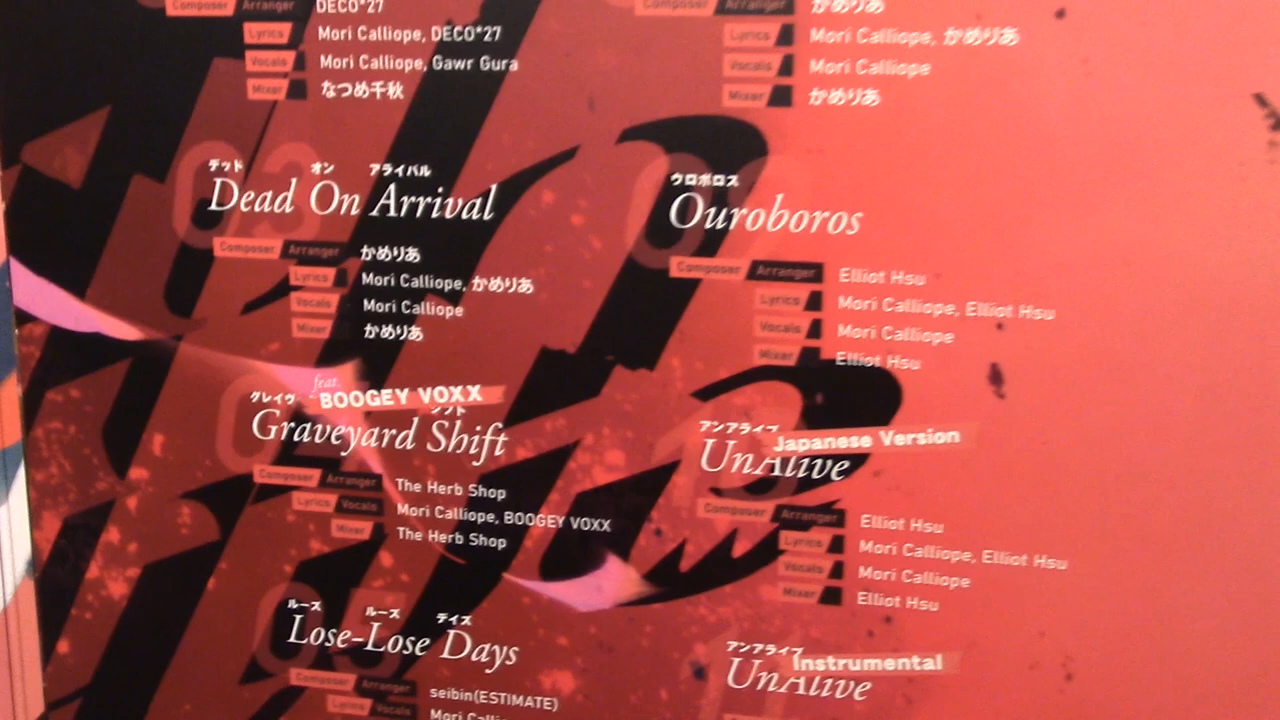 Composer Arranger DECO*27
Lyrics Mori Calliope, DECO*27
Vocals Mori Calliope, Gawr Gura
Mixer なつめ千秋
デッド オン アライバル
Dead On Arrival
Composer Arranger かめりあ
Lyrics Mori Calliope, かめりあ
Vocals Mori Calliope
Mixer かめりあ
feat. BOOGEY VOXX
グレイヴ シフト
Graveyard Shift
Composer Arranger The Herb Shop
Lyrics Vocals Mori Calliope, BOOGEY VOXX
Mixer The Herb Shop
ルーズ ルーズ デイズ
Lose-Lose Days
Composer Arranger seibin(ESTIMATE)
Lyrics Vocals Mori
Composer Arranger かめりあ
Lyrics Mori Calliope, かめりあ
Vocals Mori Calliope
Mixer かめりあ
ウロボロス
Ouroboros
Composer Arranger Elliot Hsu
Lyrics Mori Calliope, Elliot Hsu
Vocals Mori Calliope
Mixer Elliot Hsu
アンアライブ
UnAlive Japanese Version
Composer Arranger Elliot Hsu
Lyrics Mori Calliope, Elliot Hsu
Vocals Mori Calliope
Mixer Elliot Hsu
アンアライブ
UnAlive Instrumental